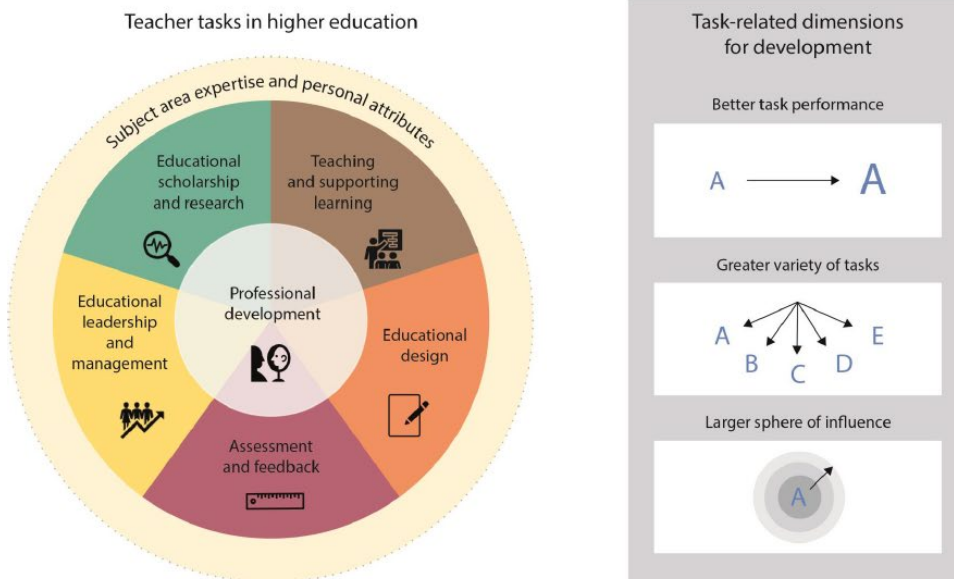 Teacher tasks in higher education
Subject area expertise and personal attributes
Educational
scholarship
and research
Teaching
and supporting
learning
Educational
leadership
and
management
Professional
development
Educational
design
Assessment
and feedback
Task-related dimensions
for development
Better task performance
A
A
Greater variety of tasks
A
B
C
D
E
Larger sphere of influence
A